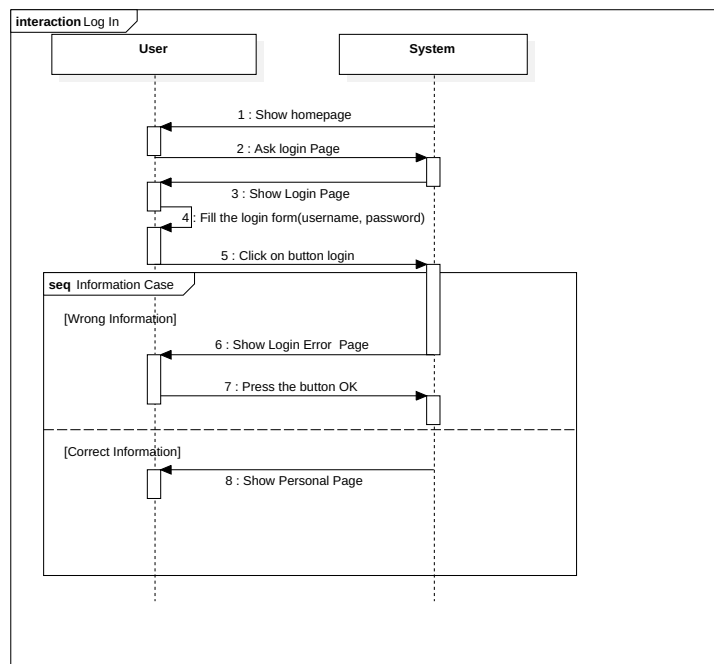 interaction Log In
User
System
1 : Show homepage
2 : Ask login Page
3 : Show Login Page
4 : Fill the login form(username, password)
5 : Click on button login
seq Information Case
[Wrong Information]
6 : Show Login Error  Page
7 : Press the button OK
[Correct Information]
8 : Show Personal Page